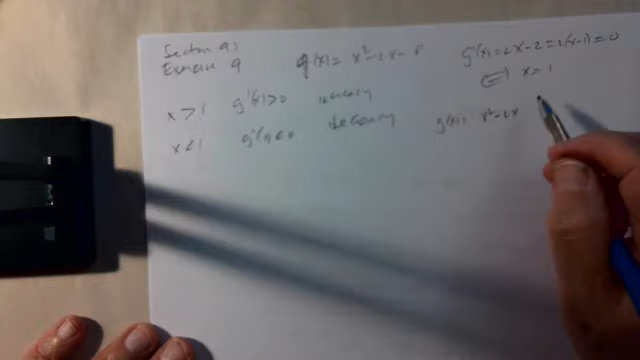 Section 9.1
Exercise 9
g(x) = x²-2x-8
g'(x) = 2x-2 = 2(x-1) = 0
(=) x = 1
x > 1 g'(x) > 0 increasing
x < 1 g'(x) < 0 decreasing
g(x) = x²-2x